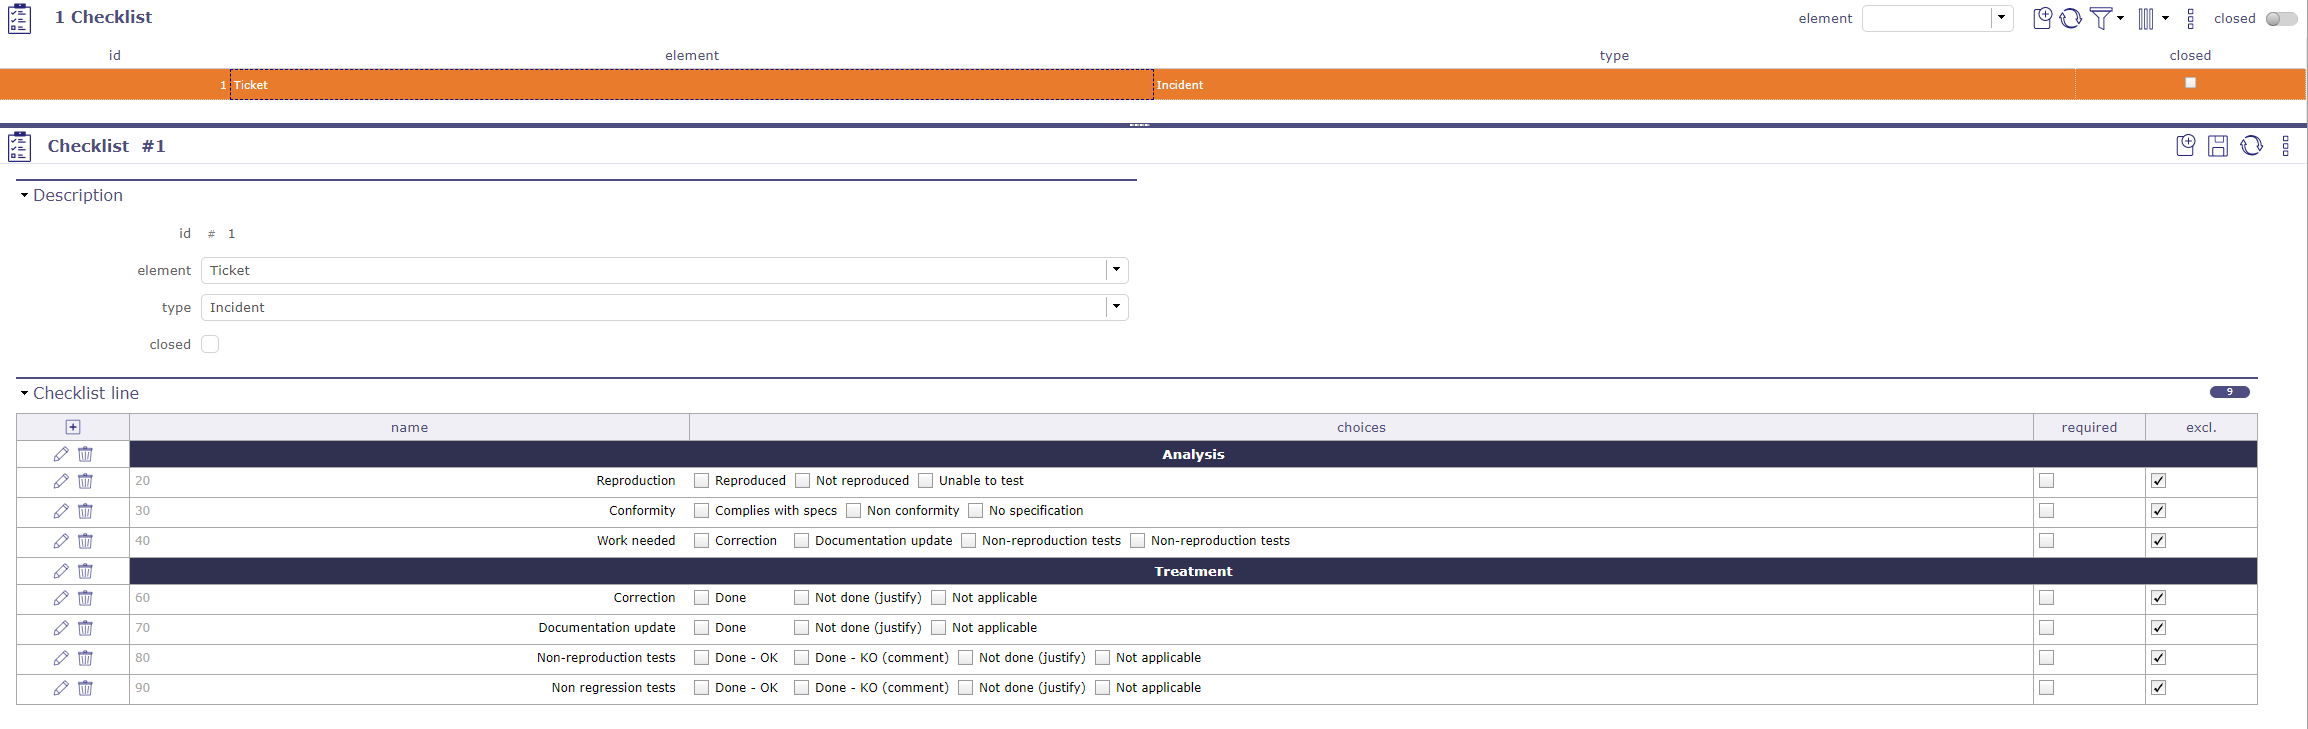 1 Checklist element closed
id element type closed
1 Ticket Incident
Checklist #1
Description
id # 1
element Ticket
type Incident
closed
Checklist line 9
name choices required excl.
Analysis
20 Reproduction Reproduced Not reproduced Unable to test
30 Conformity Complies with specs Non conformity No specification
40 Work needed Correction Documentation update Non-reproduction tests Non-reproduction tests
Treatment
60 Correction Done Not done (justify) Not applicable
70 Documentation update Done Not done (justify) Not applicable
80 Non-reproduction tests Done - OK Done - KO (comment) Not done (justify) Not applicable
90 Non regression tests Done - OK Done - KO (comment) Not done (justify) Not applicable